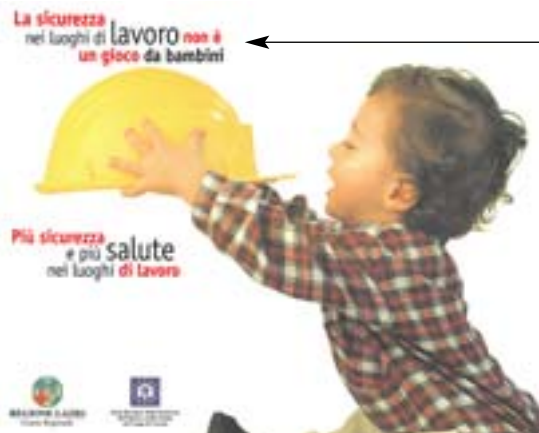 La sicurezza
nei luoghi di lavoro non è
un gioco da bambini
Più sicurezza
e più salute
nei luoghi di lavoro
REGIONE LAZIO